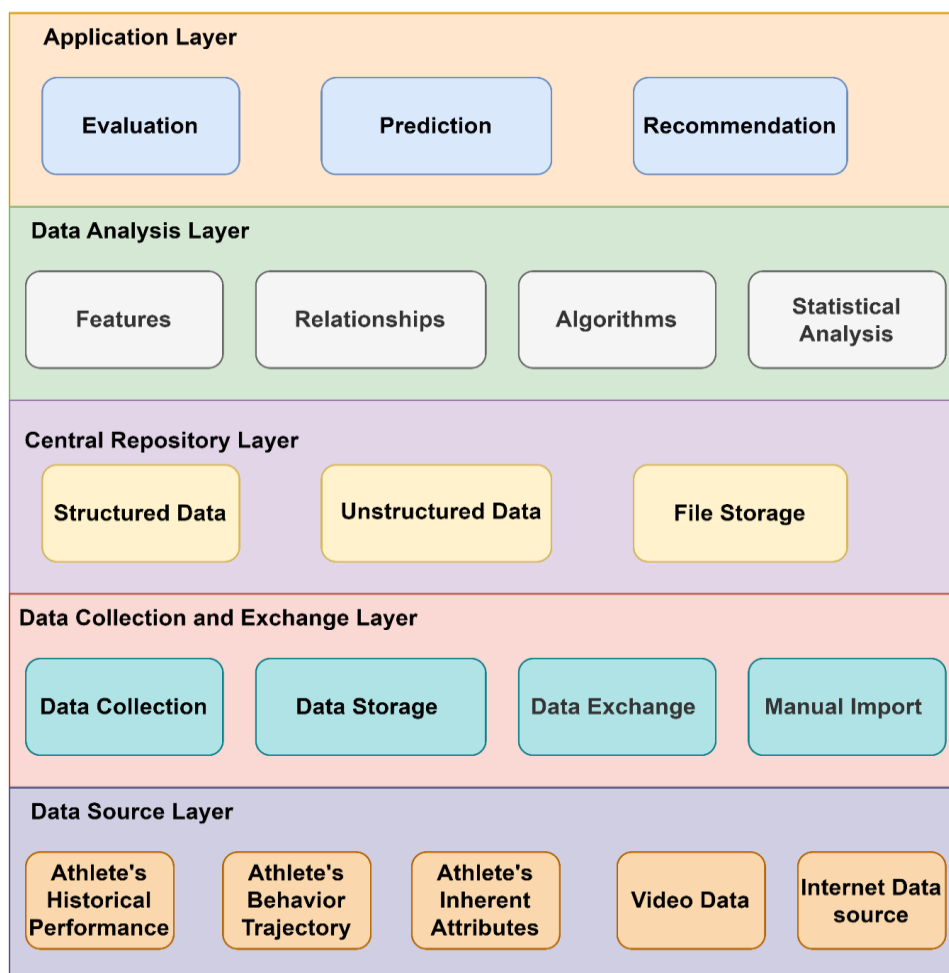 Application Layer
Evaluation
Prediction
Recommendation
Data Analysis Layer
Features
Relationships
Algorithms
Statistical
Analysis
Central Repository Layer
Structured Data
Unstructured Data
File Storage
Data Collection and Exchange Layer
Data Collection
Data Storage
Data Exchange
Manual Import
Data Source Layer
Athlete's
Historical
Performance
Athlete's
Behavior
Trajectory
Athlete's
Inherent
Attributes
Video Data
Internet Data
source